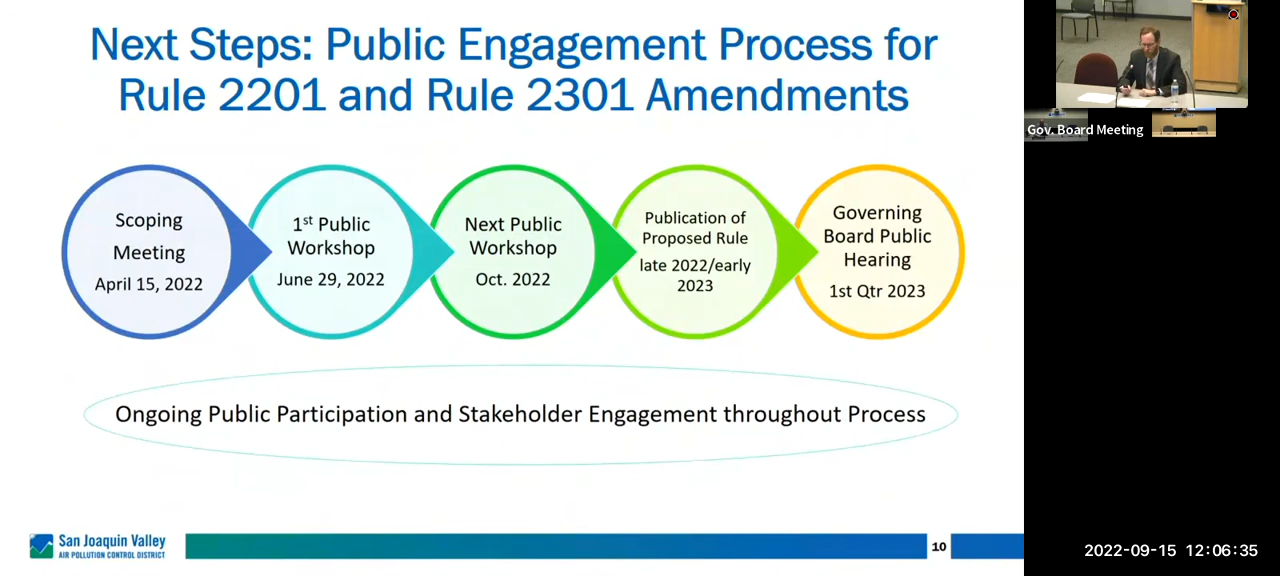 Next Steps: Public Engagement Process for
Rule 2201 and Rule 2301 Amendments
Scoping
Meeting
April 15, 2022
1st Public
Workshop
June 29, 2022
Next Public
Workshop
Oct. 2022
Publication of
Proposed Rule
late 2022/early
2023
Governing
Board Public
Hearing
1st Qtr 2023
Ongoing Public Participation and Stakeholder Engagement throughout Process
San Joaquin Valley
AIR POLLUTION CONTROL DISTRICT
10
Gov. Board Meeting
2022-09-15 12:06:35